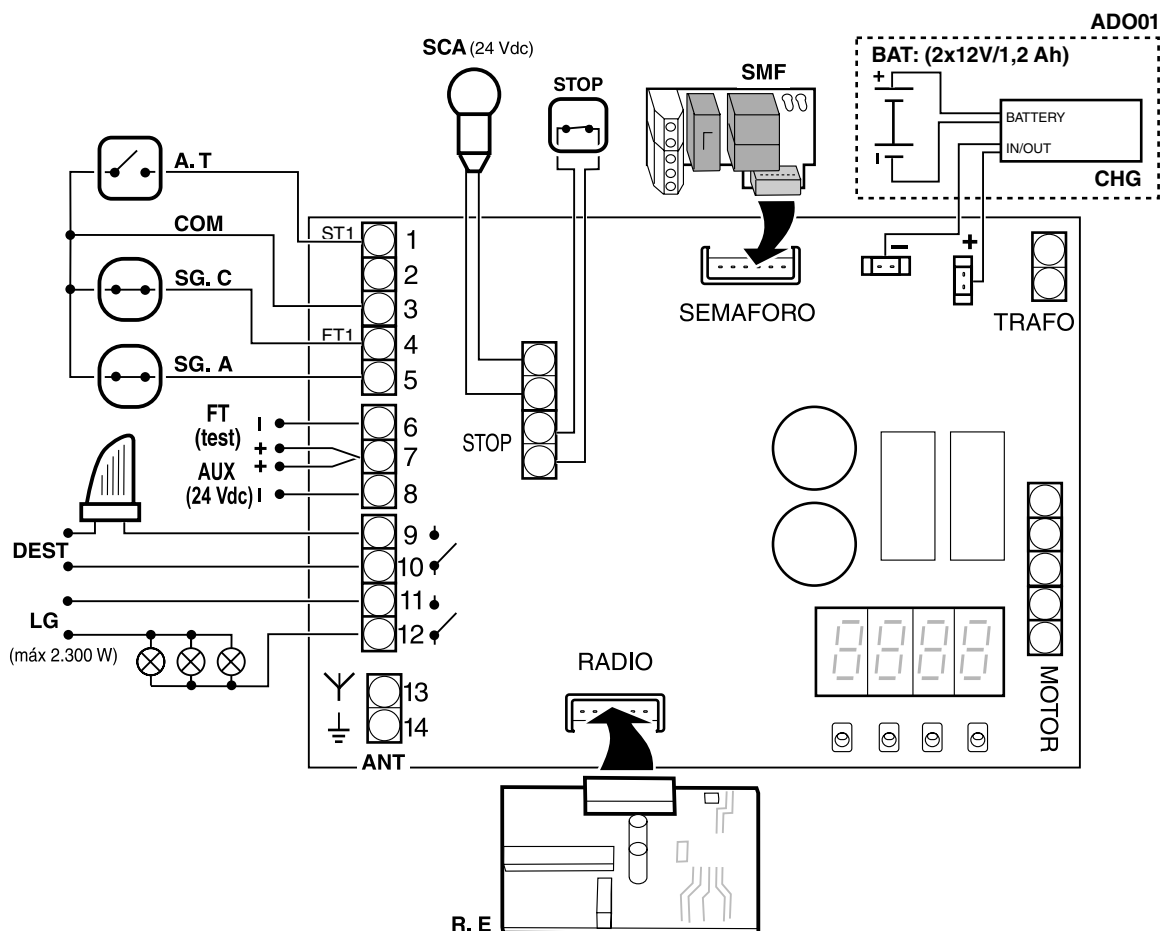 ADO01
BAT: (2x12V/1,2 Ah)
+
BATTERY
IN/OUT
CHG
SCA (24 Vdc)
STOP
SMF
A. T
COM
ST1
1
2
SG. C
3
FT1
4
SG. A
5
SEMAFORO
-
+
TRAFO
FT
(test)
6
+
7
AUX
+
(24 Vdc)
8
STOP
DEST
9
10
LG
11
(máx 2.300 W)
12
RADIO
MOTOR
13
14
ANT
R. E